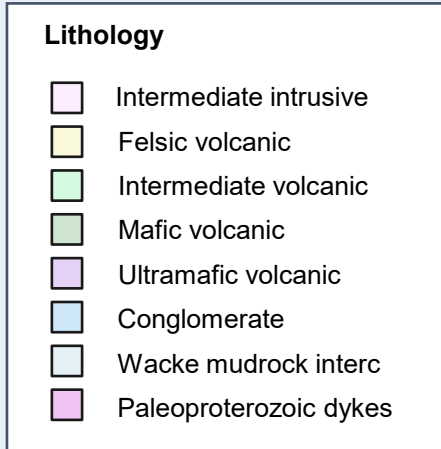 Lithology
Intermediate intrusive
Felsic volcanic
Intermediate volcanic
Mafic volcanic
Ultramafic volcanic
Conglomerate
Wacke mudrock interc
Paleoproterozoic dykes